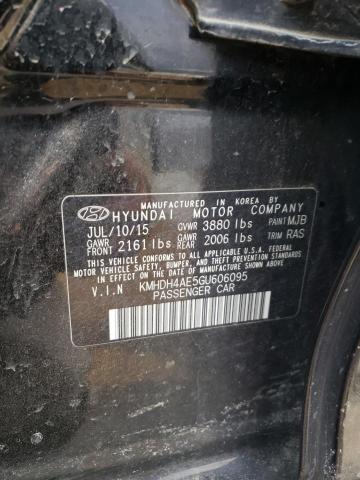 MANUFACTURED IN KOREA BY
HYUNDAI MOTOR COMPANY
JUL/10/15 GVWR 3880 lbs PAINT MJB
GAWR FRONT 2161 lbs GAWR REAR 2006 lbs TRIM RAS
THIS VEHICLE CONFORMS TO ALL APPLICABLE U.S.A. FEDERAL
MOTOR VEHICLE SAFETY, BUMPER, AND THEFT PREVENTION
STANDARDS IN EFFECT ON THE DATE OF MANUFACTURE SHOWN ABOVE.
V.I.N KMHDH4AE5GU606095
PASSENGER CAR